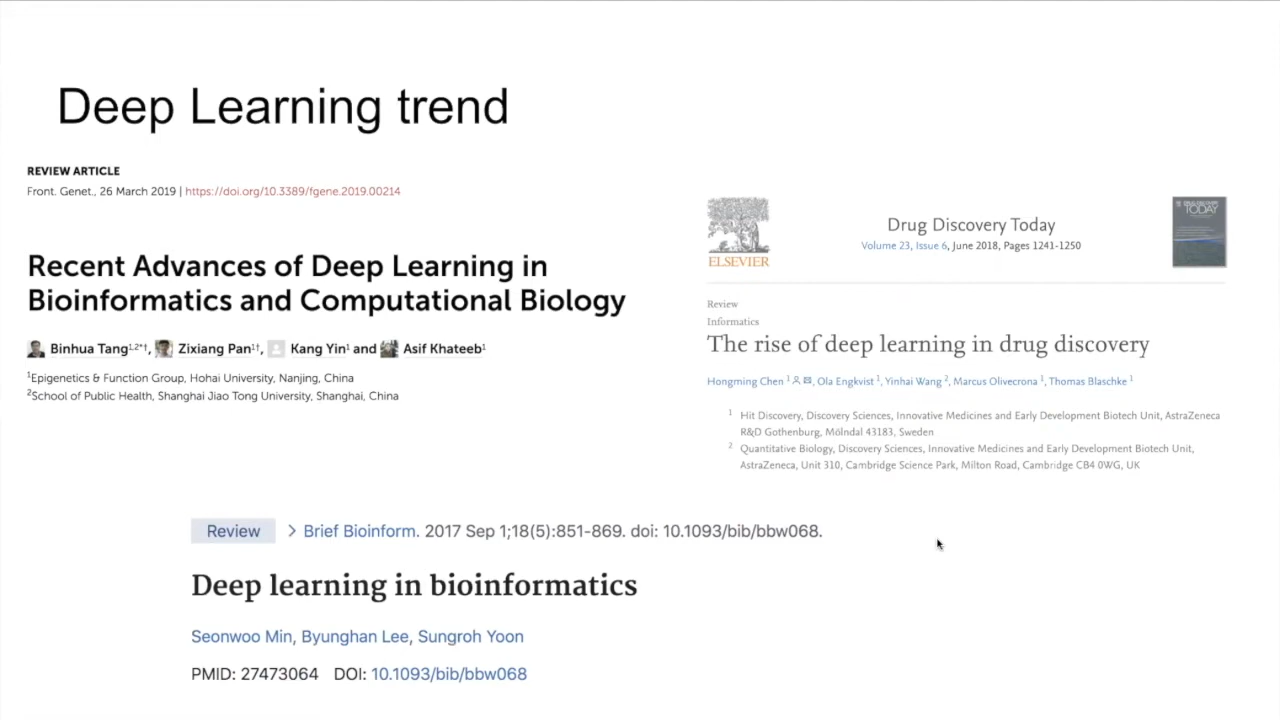 Deep Learning trend
REVIEW ARTICLE
Front. Genet., 26 March 2019 | https://doi.org/10.3389/fgene.2019.00214
Recent Advances of Deep Learning in
Bioinformatics and Computational Biology
Binhua Tang1,2*†, Zixiang Pan1†, Kang Yin1 and Asif Khateeb1
1Epigenetics & Function Group, Hohai University, Nanjing, China
2School of Public Health, Shanghai Jiao Tong University, Shanghai, China
ELSEVIER
Drug Discovery Today
Volume 23, Issue 6, June 2018, Pages 1241-1250
DRUG DISCOVERY
TODAY
Review
Informatics
The rise of deep learning in drug discovery
Hongming Chen 1, Ola Engkvist 1, Yinhai Wang 2, Marcus Olivecrona 1, Thomas Blaschke 1
1 Hit Discovery, Discovery Sciences, Innovative Medicines and Early Development Biotech Unit, AstraZeneca
R&D Gothenburg, Mölndal 43183, Sweden
2 Quantitative Biology, Discovery Sciences, Innovative Medicines and Early Development Biotech Unit,
AstraZeneca, Unit 310, Cambridge Science Park, Milton Road, Cambridge CB4 0WG, UK
Review > Brief Bioinform. 2017 Sep 1;18(5):851-869. doi: 10.1093/bib/bbw068.
Deep learning in bioinformatics
Seonwoo Min, Byunghan Lee, Sungroh Yoon
PMID: 27473064 DOI: 10.1093/bib/bbw068